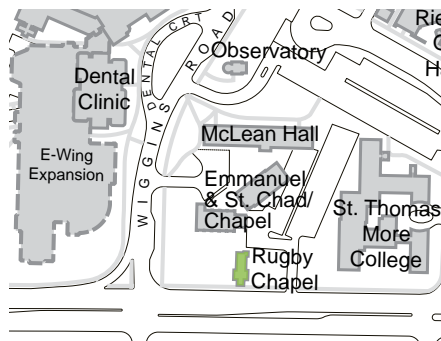 DENTAL CRT
Rie
C
H
Observatory
Dental
Clinic
WIGGINS ROAD
McLean Hall
E-Wing
Expansion
Emmanuel
& St. Chad/
Chapel
St. Thomas
More
College
Rugby
Chapel